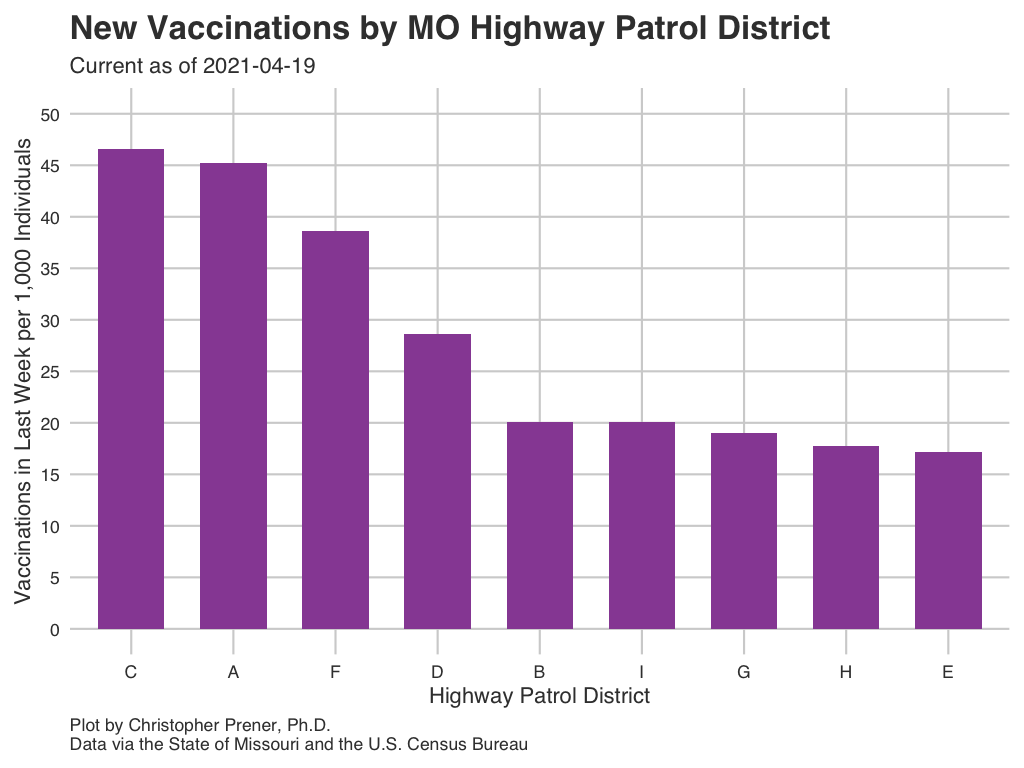 New Vaccinations by MO Highway Patrol District
Current as of 2021-04-19
Vaccinations in Last Week per 1,000 Individuals
50
45
40
35
30
25
20
15
10
5
0
C A F D B I G H E
Highway Patrol District
Plot by Christopher Prener, Ph.D.
Data via the State of Missouri and the U.S. Census Bureau